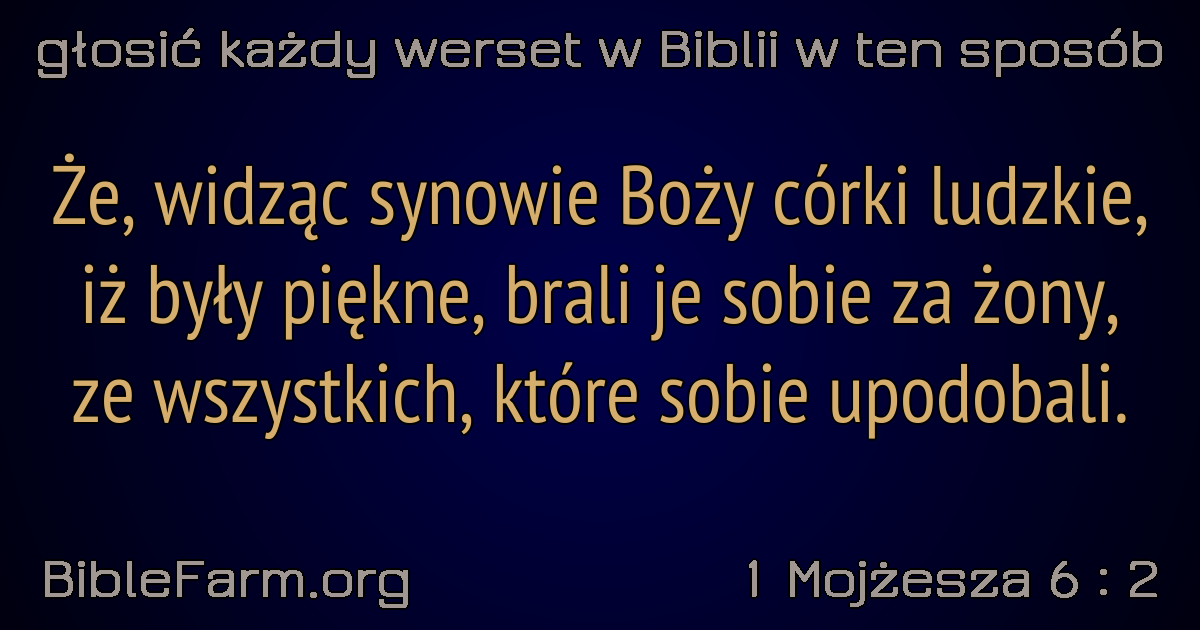 głosić każdy werset w Biblii w ten sposób
Że, widząc synowie Boży córki ludzkie,
iż były piękne, brali je sobie za żony,
ze wszystkich, które sobie upodobali.
BibleFarm.org
1 Mojżesza 6 : 2